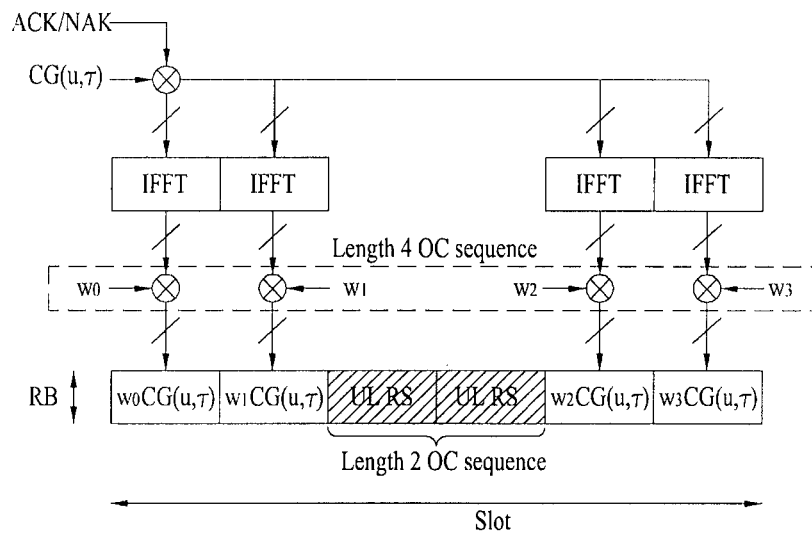 ACK/NAK
CG(u,τ)
IFFT IFFT IFFT IFFT
Length 4 OC sequence
w0 w1 w2 w3
RB w0CG(u,τ) w1CG(u,τ) UL RS UL RS w2CG(u,τ) w3CG(u,τ)
Length 2 OC sequence
Slot